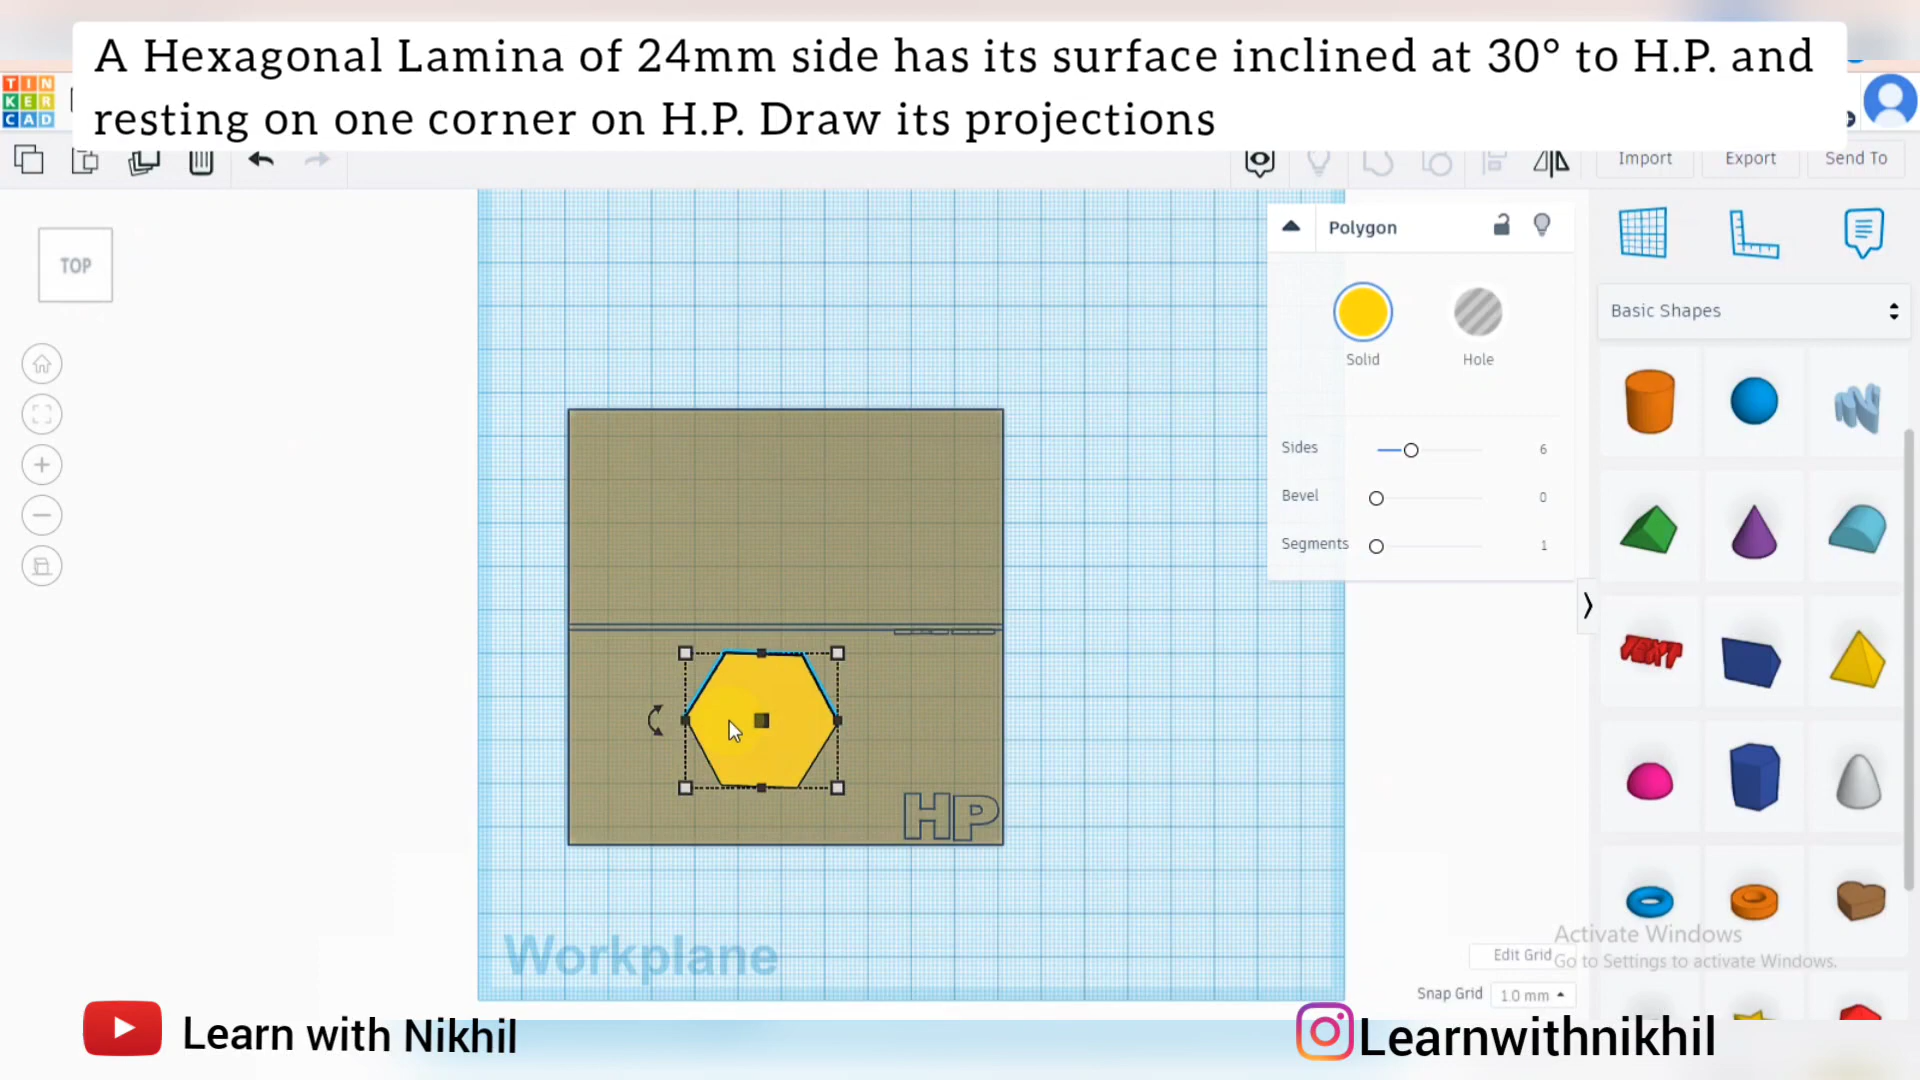 A Hexagonal Lamina of 24mm side has its surface inclined at 30° to H.P. and
resting on one corner on H.P. Draw its projections
TIN
KER
CAD
Import
Export
Send To
TOP
Polygon
Solid
Hole
Sides
6
Bevel
0
Segments
1
Basic Shapes
TEXT
HP
Workplane
Activate Windows
Go to Settings to activate Windows.
Edit Grid
Snap Grid
1.0 mm
Learn with Nikhil
Learnwithnikhil